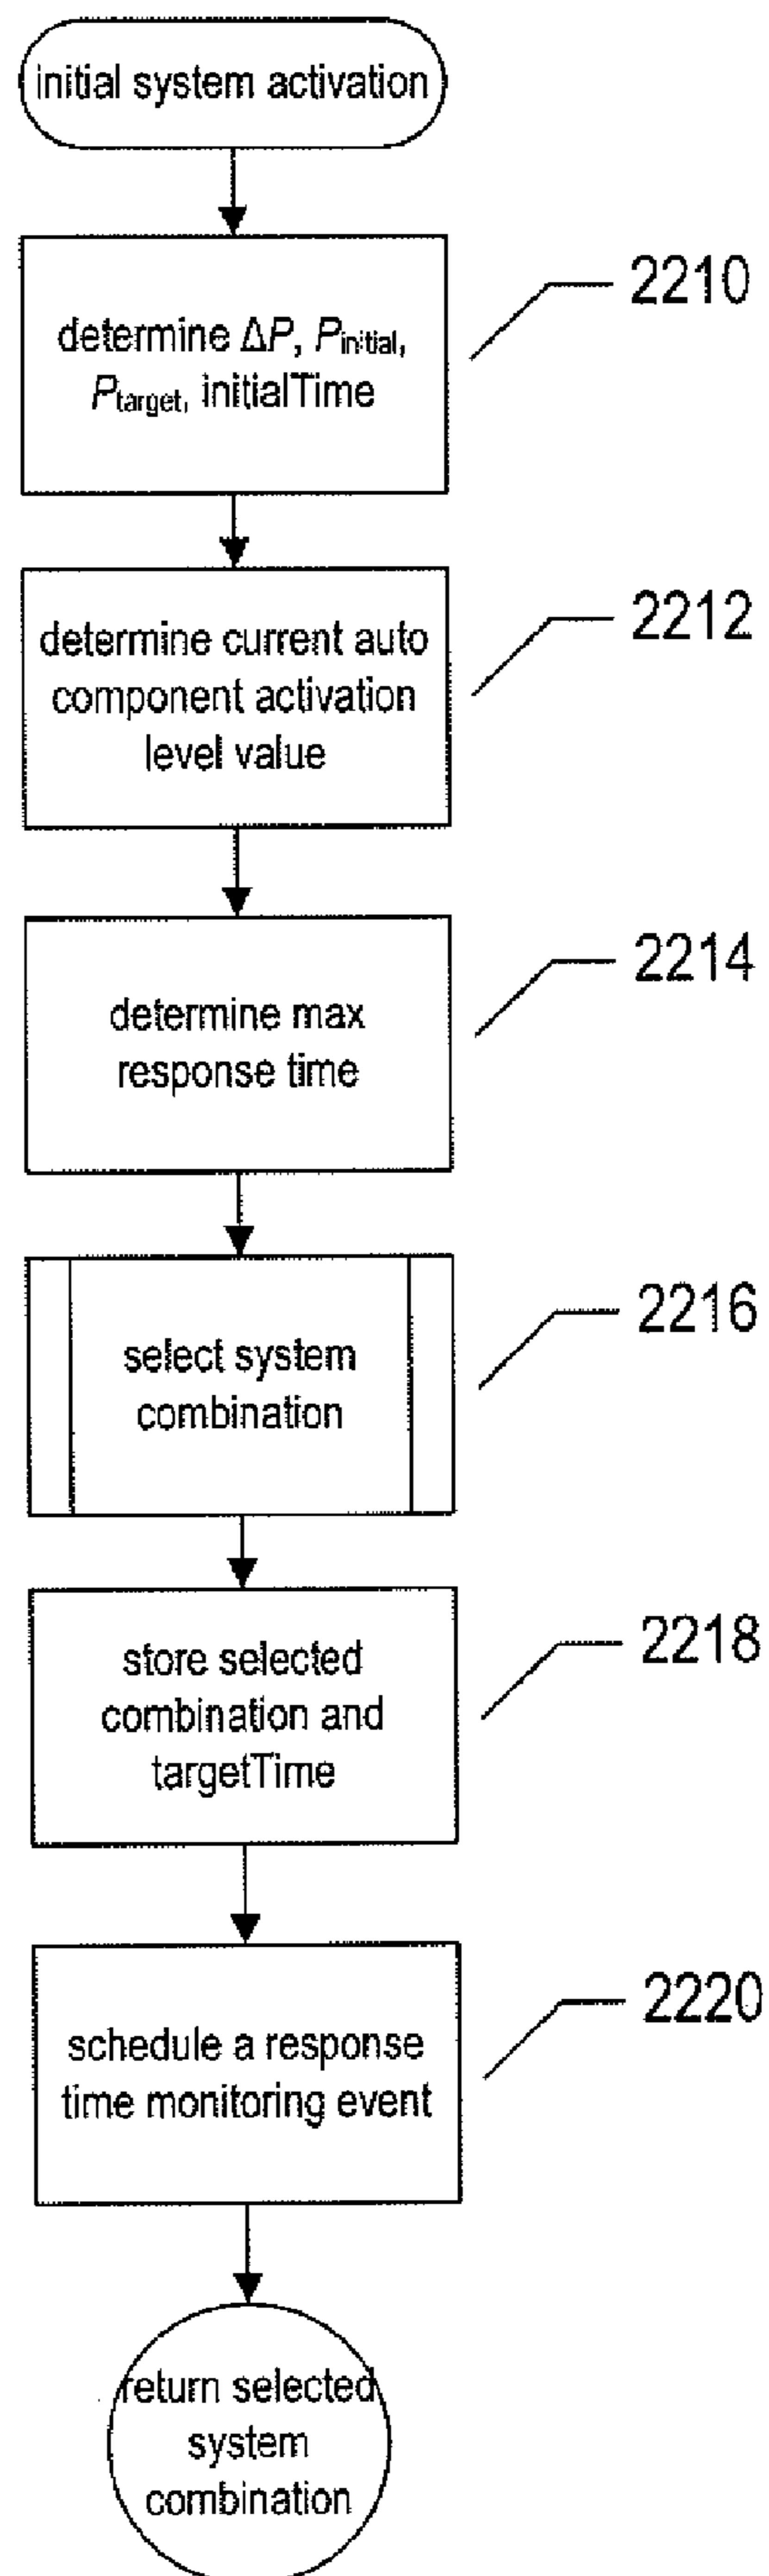 initial system activation
determine ΔP, Pinitial,
Ptarget, initialTime
2210
determine current auto
component activation
level value
2212
determine max
response time
2214
select system
combination
2216
store selected
combination and
targetTime
2218
schedule a response
time monitoring event
2220
return selected
system
combination